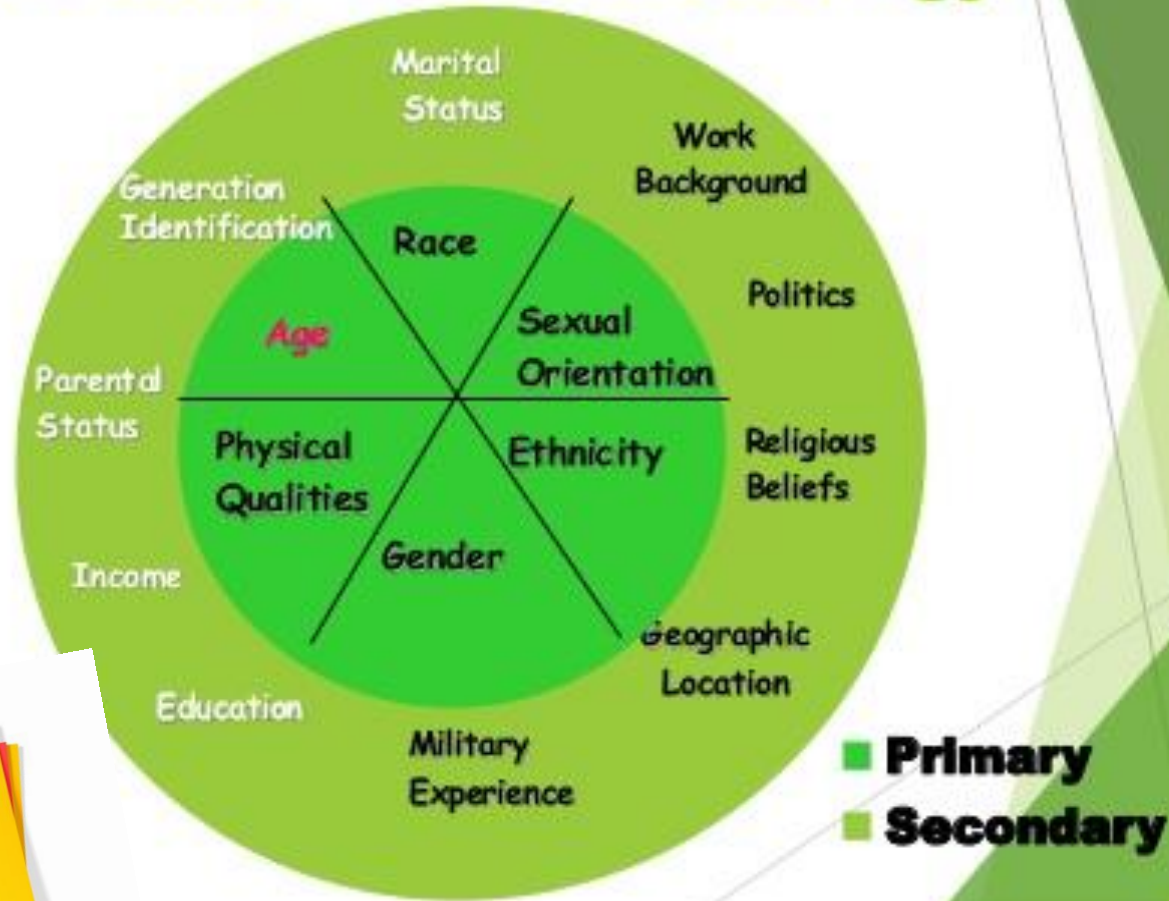 Marital
Status
Work
Background
Generation
Identification
Race
Politics
Age
Sexual
Orientation
Parental
Status
Physical
Qualities
Ethnicity
Religious
Beliefs
Gender
Income
Geographic
Location
Education
Military
Experience
Primary
Secondary